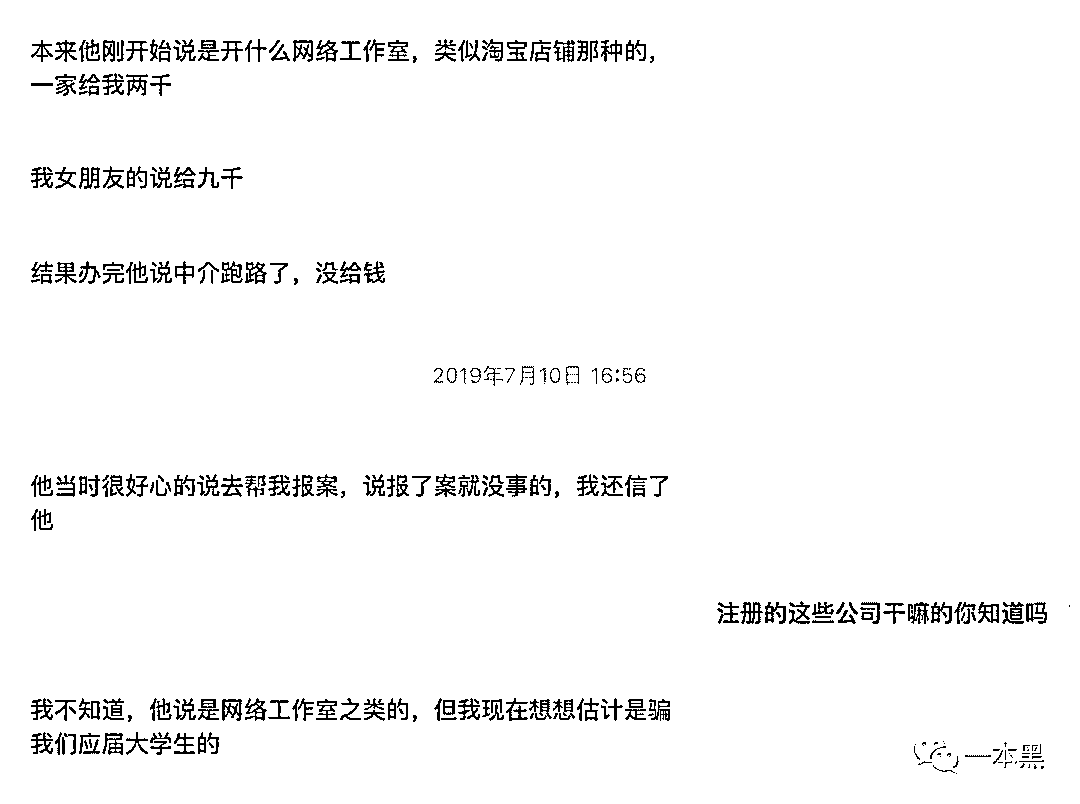 本来他刚开始说是开什么网络工作室，类似淘宝店铺那种的，
一家给我两千
我女朋友的说给九千
结果办完他说中介跑路了，没给钱
2019年7月10日 16:56
他当时很好心的说去帮我报案，说报了案就没事的，我还信了
他
注册的这些公司干嘛的你知道吗
我不知道，他说是网络工作室之类的，但我现在想想估计是骗
我们应届大学生的
一本黑